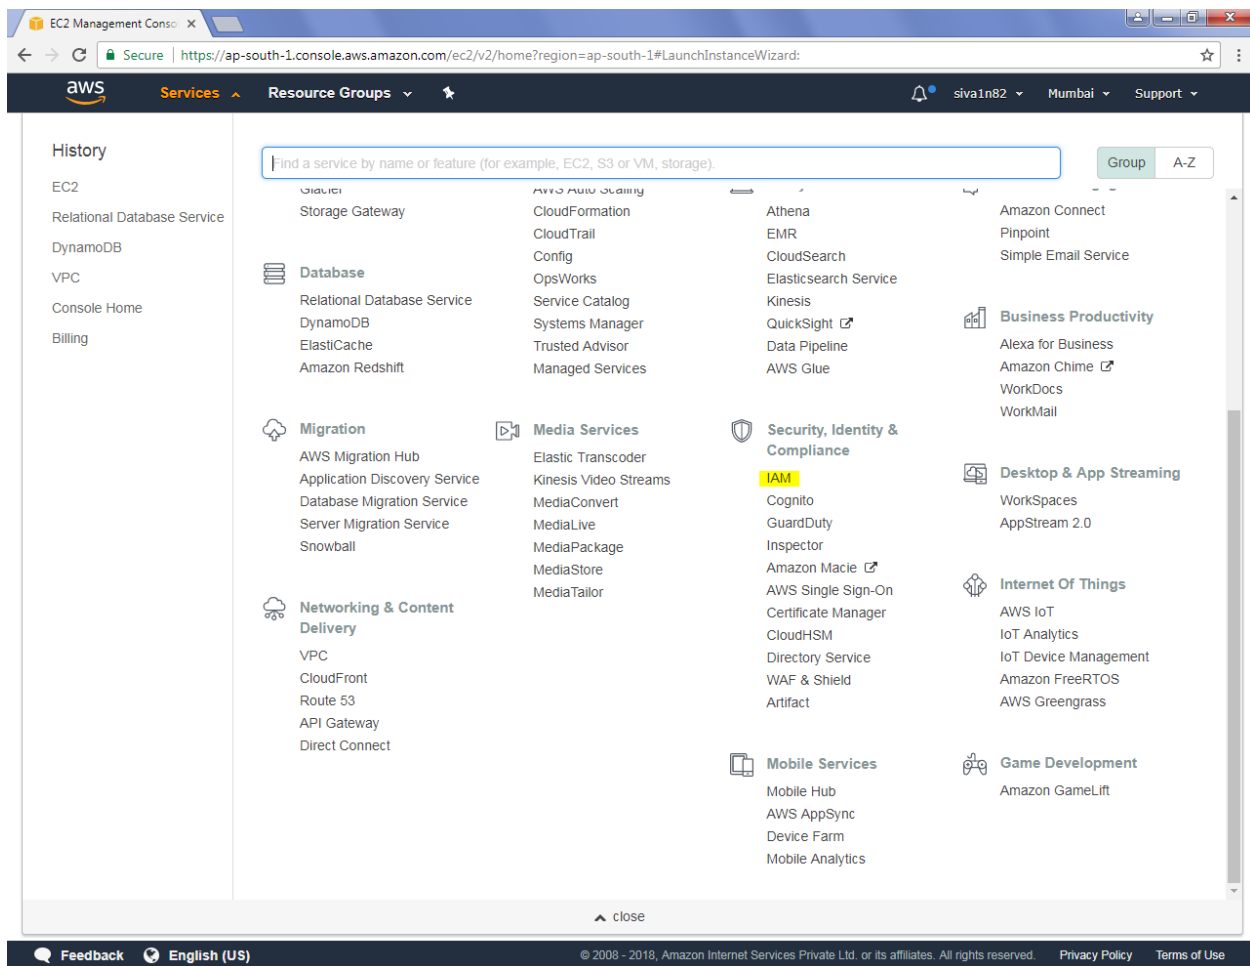 EC2 Management Conso
Secure https://ap-south-1.console.aws.amazon.com/ec2/v2/home?region=ap-south-1#LaunchInstanceWizard:
aws Services Resource Groups siva1n82 Mumbai Support
History
EC2
Relational Database Service
DynamoDB
VPC
Console Home
Billing
Find a service by name or feature (for example, EC2, S3 or VM, storage).
Group A-Z
Glacier
Storage Gateway
Database
Relational Database Service
DynamoDB
ElastiCache
Amazon Redshift
Migration
AWS Migration Hub
Application Discovery Service
Database Migration Service
Server Migration Service
Snowball
Networking & Content
Delivery
VPC
CloudFront
Route 53
API Gateway
Direct Connect
AWS Auto Scaling
CloudFormation
CloudTrail
Config
OpsWorks
Service Catalog
Systems Manager
Trusted Advisor
Managed Services
Media Services
Elastic Transcoder
Kinesis Video Streams
MediaConvert
MediaLive
MediaPackage
MediaStore
MediaTailor
Athena
EMR
CloudSearch
Elasticsearch Service
Kinesis
QuickSight
Data Pipeline
AWS Glue
Security, Identity &
Compliance
IAM
Cognito
GuardDuty
Inspector
Amazon Macie
AWS Single Sign-On
Certificate Manager
CloudHSM
Directory Service
WAF & Shield
Artifact
Mobile Services
Mobile Hub
AWS AppSync
Device Farm
Mobile Analytics
Amazon Connect
Pinpoint
Simple Email Service
Business Productivity
Alexa for Business
Amazon Chime
WorkDocs
WorkMail
Desktop & App Streaming
WorkSpaces
AppStream 2.0
Internet Of Things
AWS IoT
IoT Analytics
IoT Device Management
Amazon FreeRTOS
AWS Greengrass
Game Development
Amazon GameLift
close
Feedback English (US) © 2008 - 2018, Amazon Internet Services Private Ltd. or its affiliates. All rights reserved. Privacy Policy Terms of Use